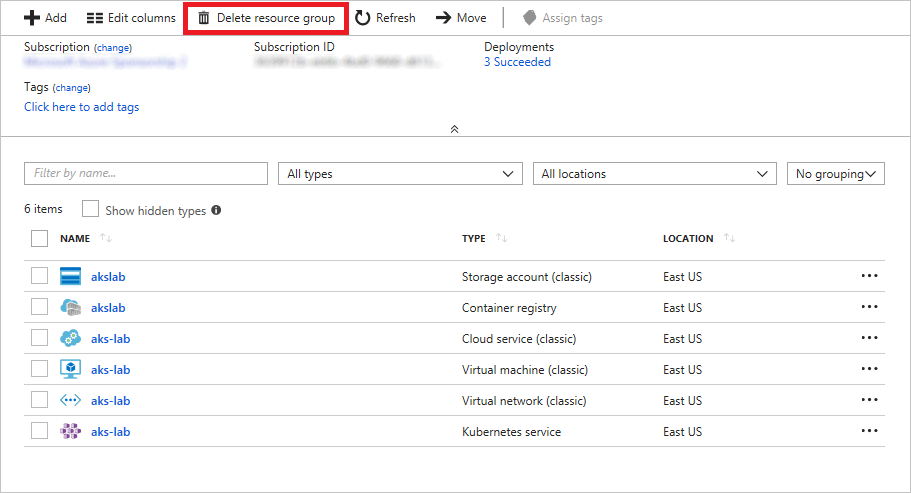 Add Edit columns Delete resource group Refresh Move Assign tags
Subscription (change) Subscription ID Deployments
3 Succeeded
Tags (change)
Click here to add tags
Filter by name... All types All locations No grouping
6 items Show hidden types
NAME TYPE LOCATION
akslab Storage account (classic) East US
akslab Container registry East US
aks-lab Cloud service (classic) East US
aks-lab Virtual machine (classic) East US
aks-lab Virtual network (classic) East US
aks-lab Kubernetes service East US